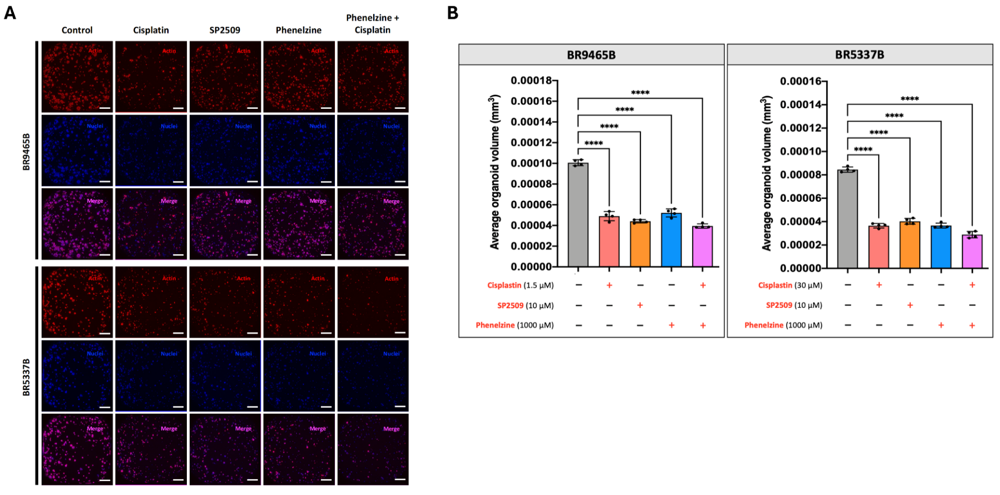 A
Control
Cisplatin
SP2509
Phenelzine
Phenelzine +
Cisplatin
BR9465B
Actin
Actin
Actin
Actin
Actin
Nuclei
Nuclei
Nuclei
Nuclei
Nuclei
Merge
Merge
Merge
Merge
Merge
BR5337B
Actin
Actin
Actin
Actin
Actin
Nuclei
Nuclei
Nuclei
Nuclei
Nuclei
Merge
Merge
Merge
Merge
Merge
B
BR9465B
Average organoid volume (mm³)
0.00018
0.00016
0.00014
0.00012
0.00010
0.00008
0.00006
0.00004
0.00002
0.00000
****
****
****
****
Cisplastin (1.5 µM) − + − − +
SP2509 (10 µM) − − + − −
Phenelzine (1000 µM) − − − + +
BR5337B
Average organoid volume (mm³)
0.00016
0.00014
0.00012
0.00010
0.00008
0.00006
0.00004
0.00002
0.00000
****
****
****
****
Cisplastin (30 µM) − + − − +
SP2509 (10 µM) − − + − −
Phenelzine (1000 µM) − − − + +